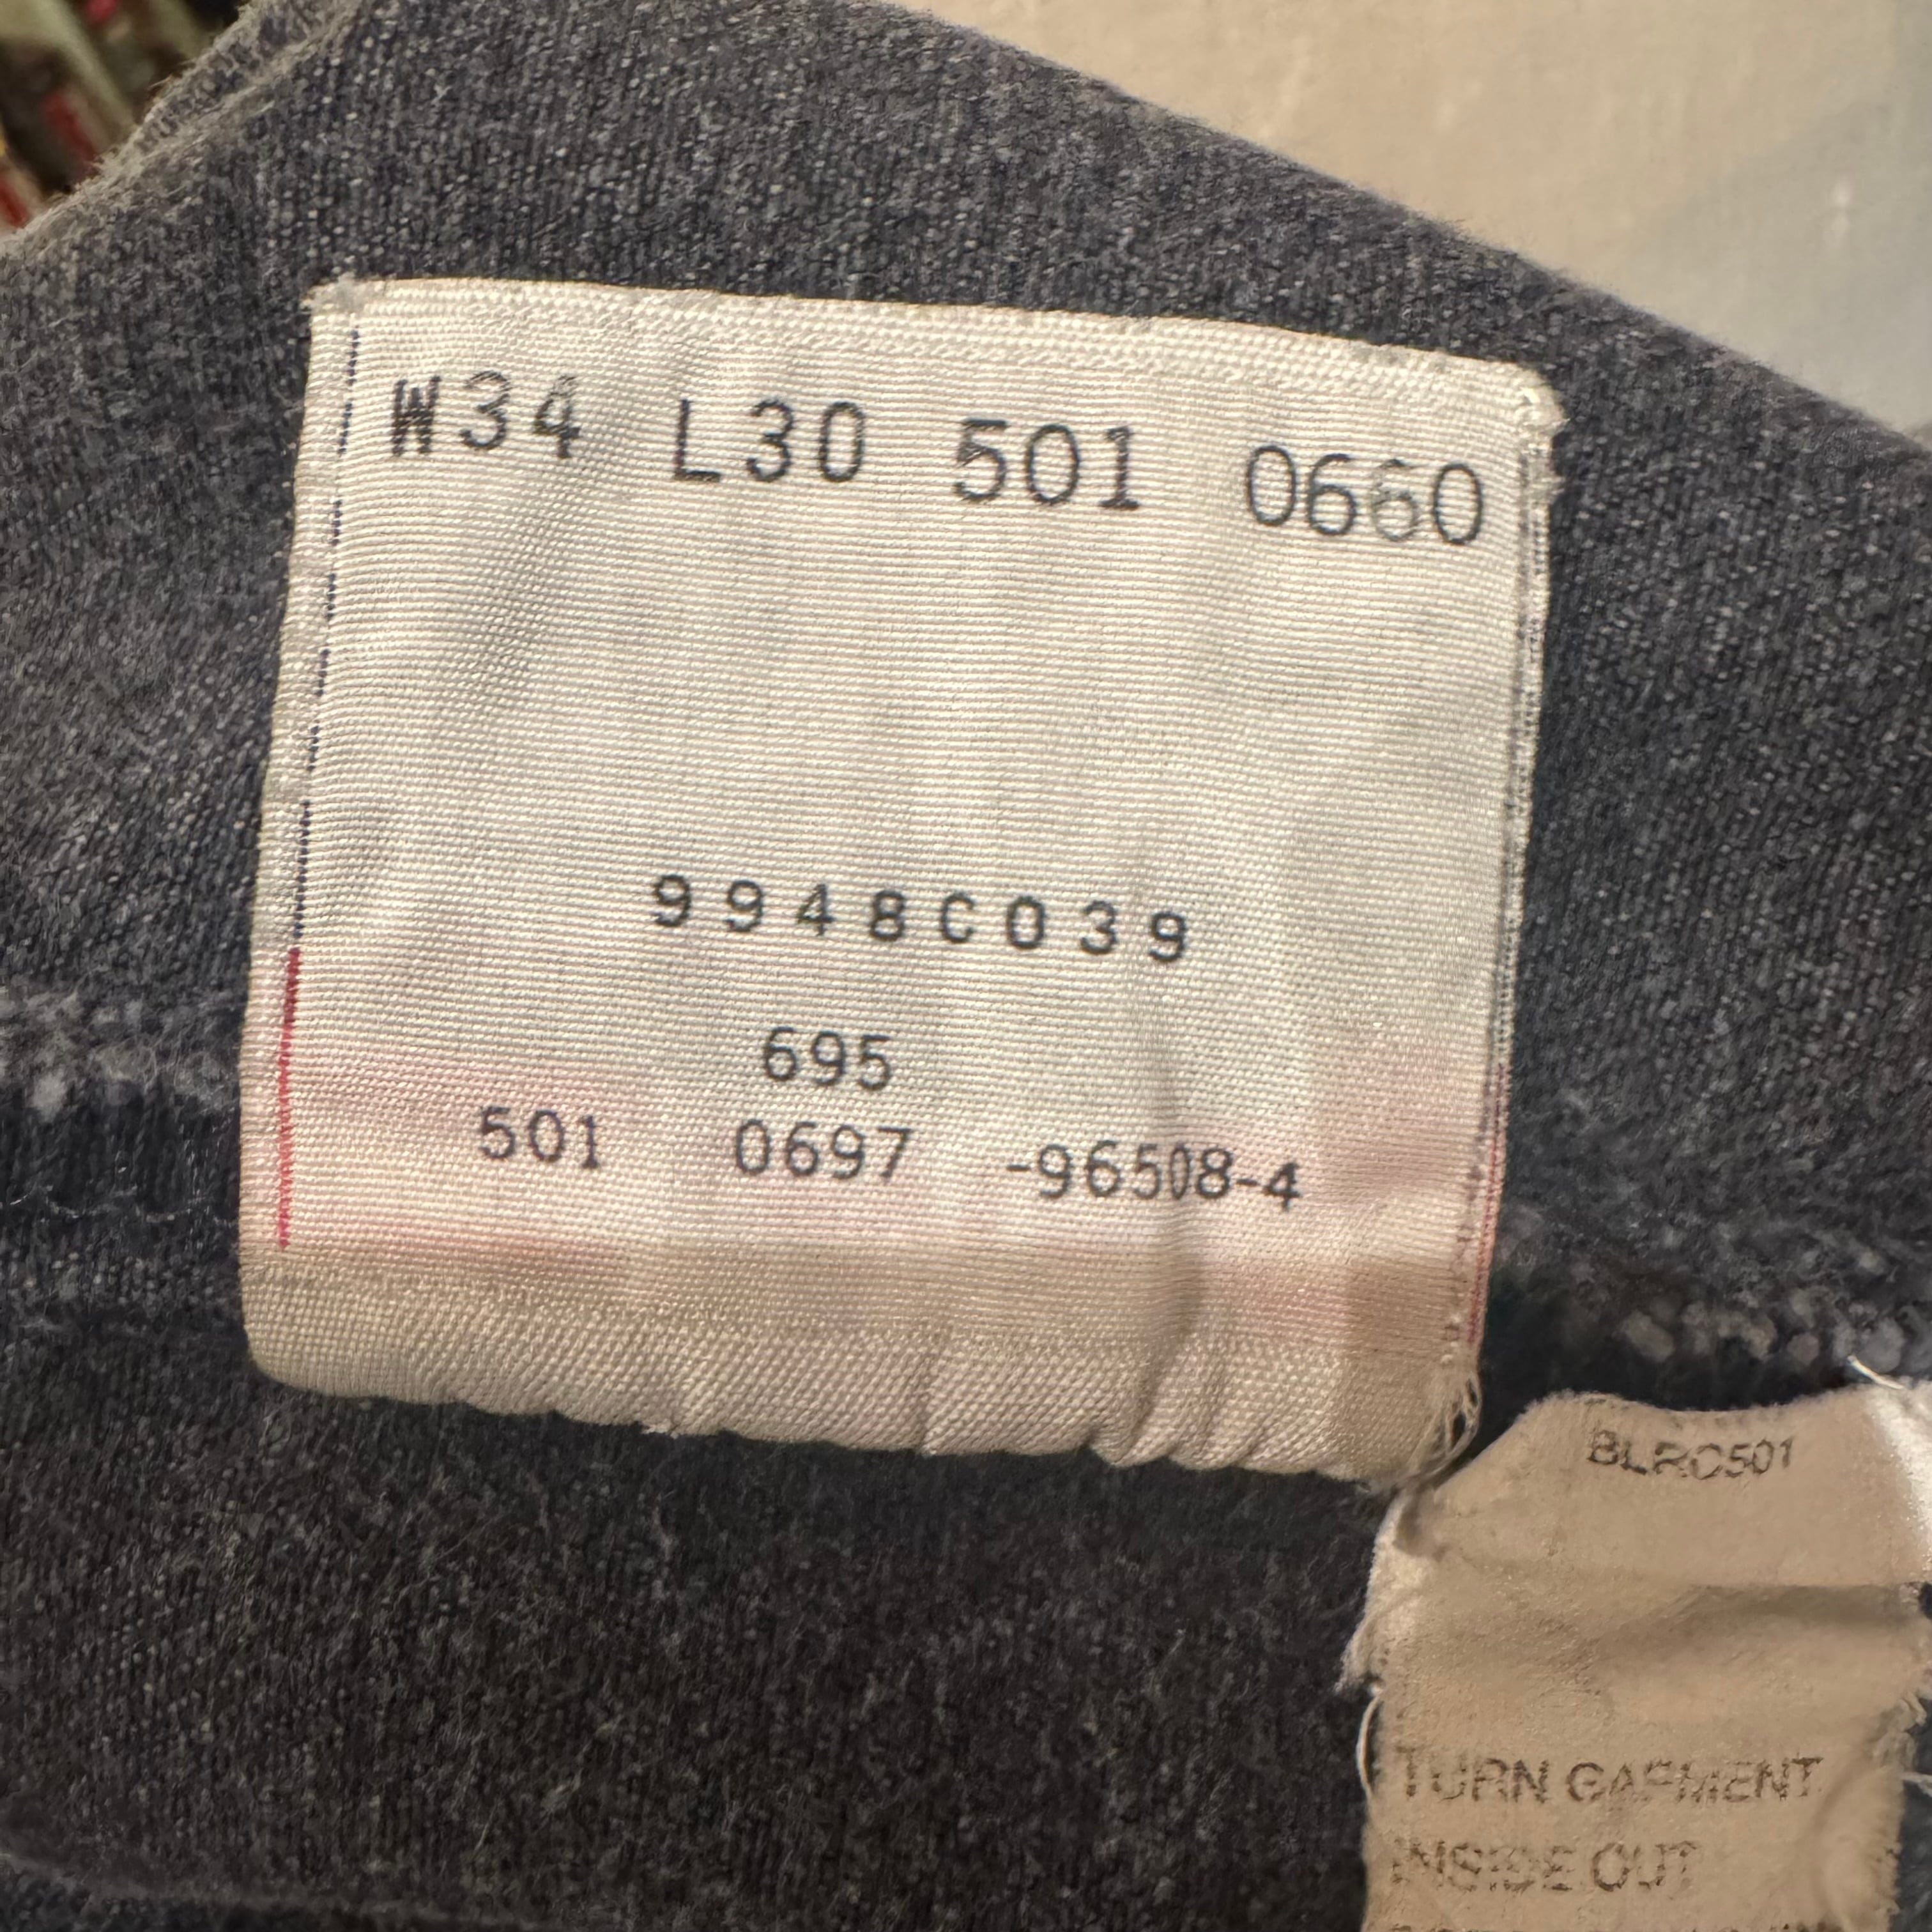 W34 L30 501 0660
9948C039
695
501 0697 -96508-4
BLRC501
TURN GARMENT
INSIDE OUT